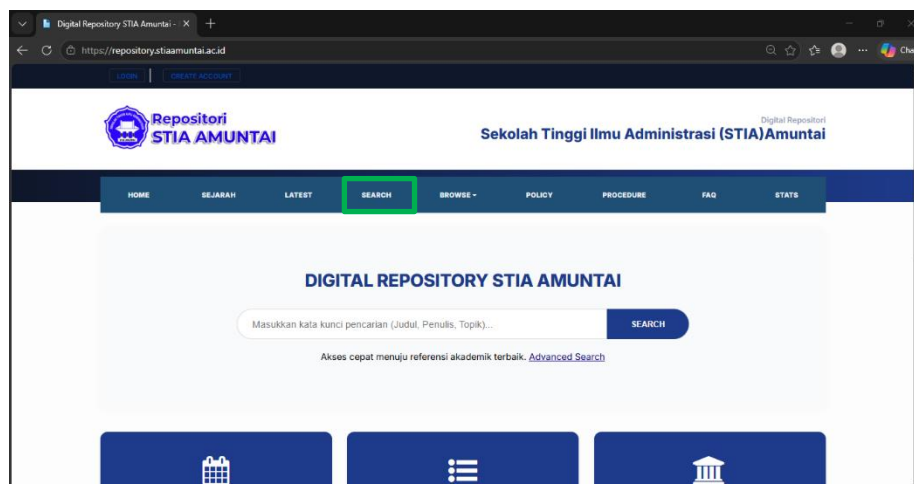 Digital Repository STIA Amuntai -
https://repository.stiaamuntai.ac.id
LOGIN CREATE ACCOUNT
Repositori
STIA AMUNTAI
Digital Repositori
Sekolah Tinggi Ilmu Administrasi (STIA)Amuntai
HOME SEJARAH LATEST SEARCH BROWSE POLICY PROCEDURE FAQ STATS
DIGITAL REPOSITORY STIA AMUNTAI
Masukkan kata kunci pencarian (Judul, Penulis, Topik)... SEARCH
Akses cepat menuju referensi akademik terbaik. Advanced Search